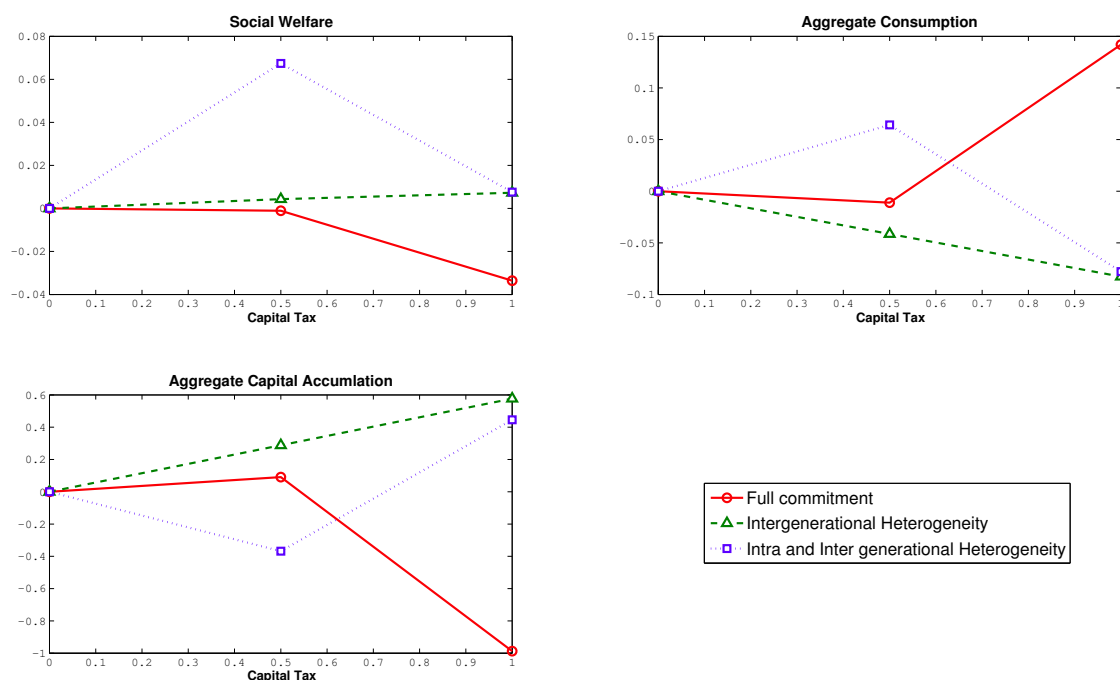 Social Welfare
0.08
0.06
0.04
0.02
0
−0.02
−0.04
0 0.1 0.2 0.3 0.4 0.5 0.6 0.7 0.8 0.9 1
Capital Tax
Aggregate Consumption
0.15
0.1
0.05
0
−0.05
−0.1
0 0.1 0.2 0.3 0.4 0.5 0.6 0.7 0.8 0.9 1
Capital Tax
Aggregate Capital Accumlation
0.6
0.4
0.2
0
−0.2
−0.4
−0.6
−0.8
−1
0 0.1 0.2 0.3 0.4 0.5 0.6 0.7 0.8 0.9 1
Capital Tax
Full commitment
Intergenerational Heterogeneity
Intra and Inter generational Heterogeneity